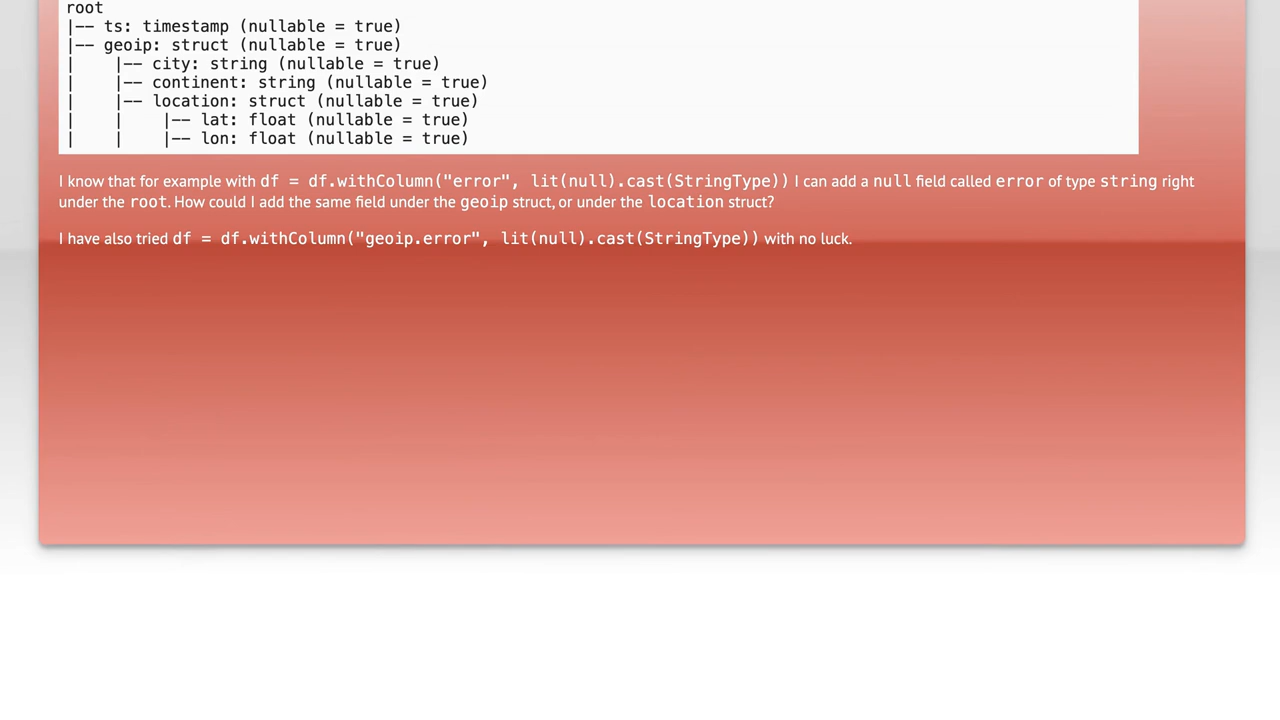 root
|-- ts: timestamp (nullable = true)
|-- geoip: struct (nullable = true)
|    |-- city: string (nullable = true)
|    |-- continent: string (nullable = true)
|    |-- location: struct (nullable = true)
|    |    |-- lat: float (nullable = true)
|    |    |-- lon: float (nullable = true)
I know that for example with df = df.withColumn("error", lit(null).cast(StringType)) I can add a null field called error of type string right
under the root. How could I add the same field under the geoip struct, or under the location struct?
I have also tried df = df.withColumn("geoip.error", lit(null).cast(StringType)) with no luck.